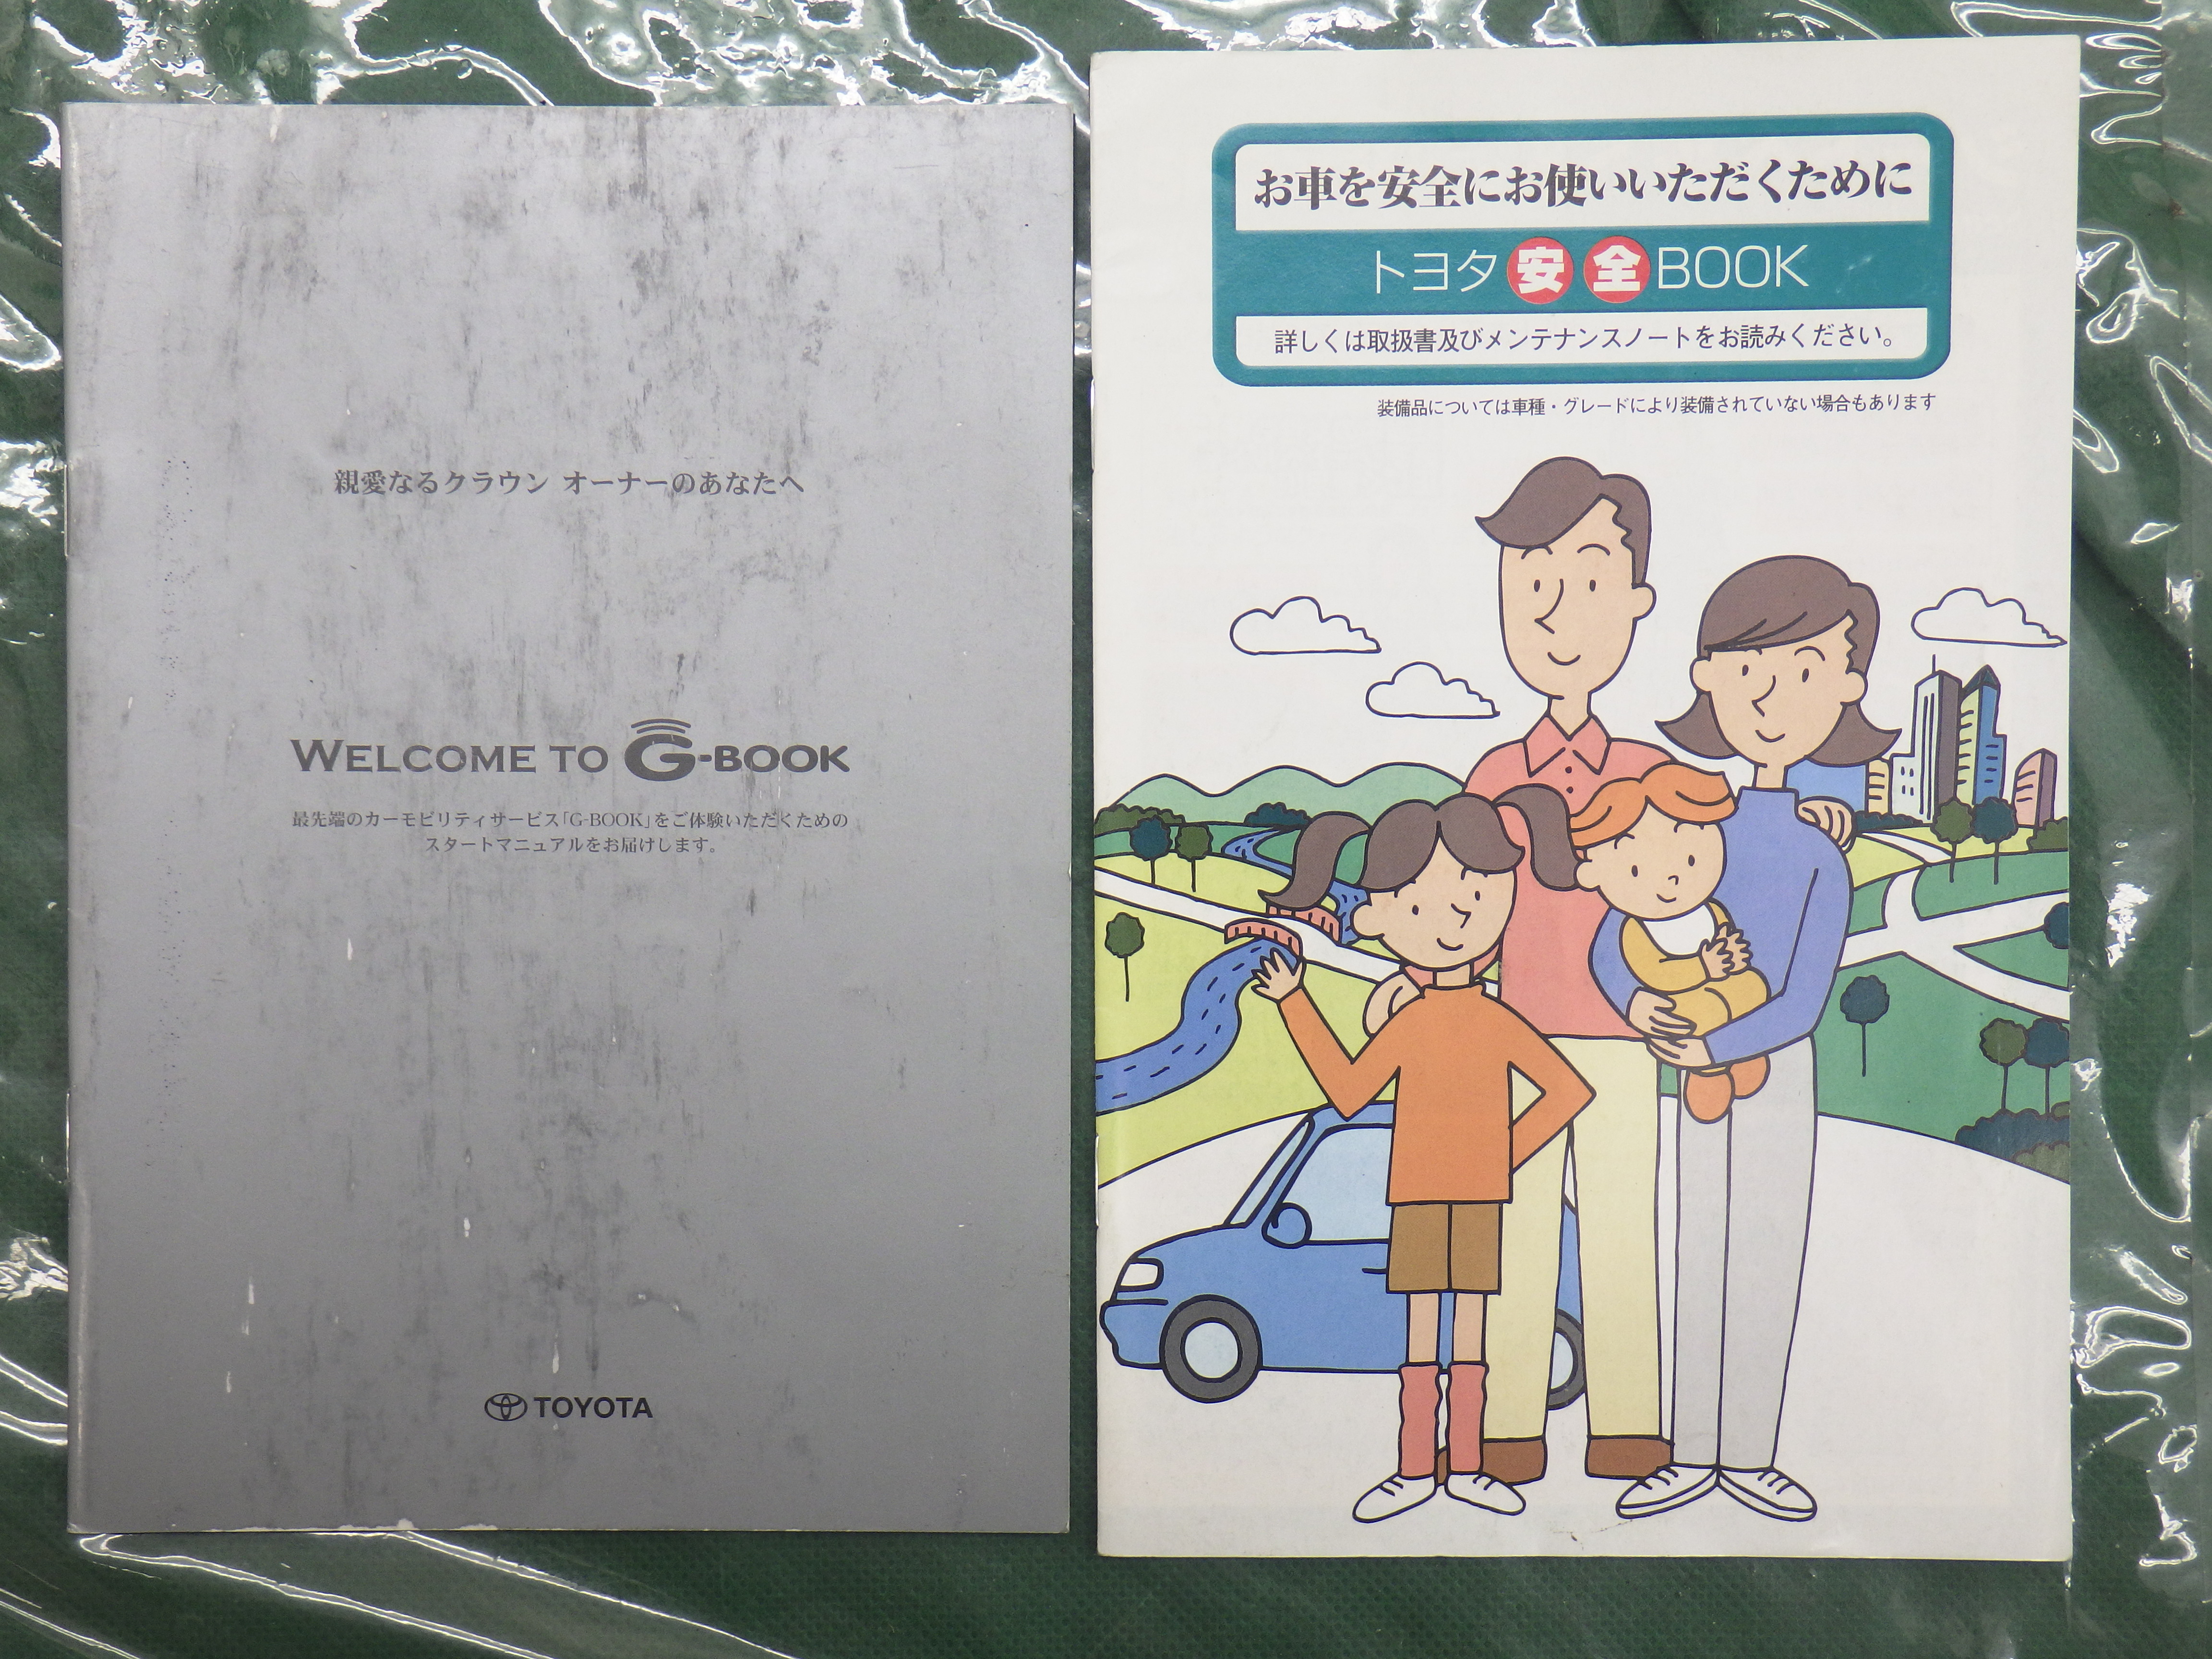 親愛なるクラウン オーナーのあなたへ
WELCOME TO G-BOOK
最先端のカーモビリティサービス「G-BOOK」をご体験いただくための
スタートマニュアルをお届けします。
TOYOTA
お車を安全にお使いいただくために
トヨタ安全BOOK
詳しくは取扱書及びメンテナンスノートをお読みください。
装備品については車種・グレードにより装備されていない場合もあります